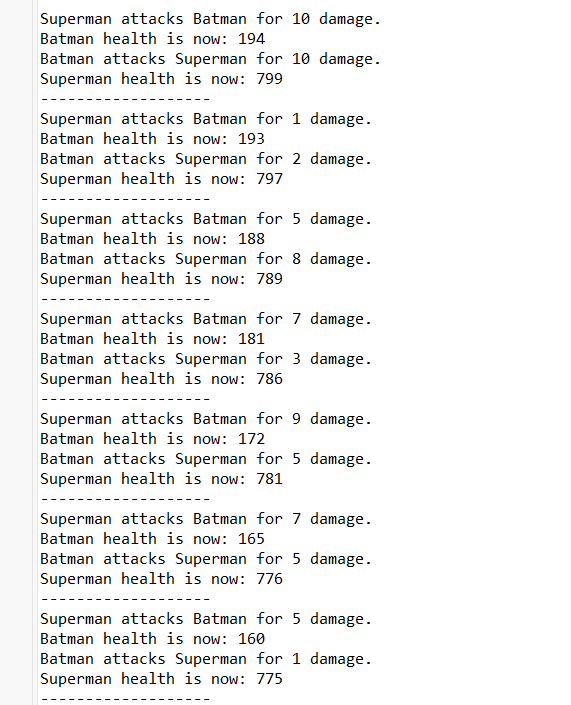 Superman attacks Batman for 10 damage.
Batman health is now: 194
Batman attacks Superman for 10 damage.
Superman health is now: 799
-------------------
Superman attacks Batman for 1 damage.
Batman health is now: 193
Batman attacks Superman for 2 damage.
Superman health is now: 797
-------------------
Superman attacks Batman for 5 damage.
Batman health is now: 188
Batman attacks Superman for 8 damage.
Superman health is now: 789
-------------------
Superman attacks Batman for 7 damage.
Batman health is now: 181
Batman attacks Superman for 3 damage.
Superman health is now: 786
-------------------
Superman attacks Batman for 9 damage.
Batman health is now: 172
Batman attacks Superman for 5 damage.
Superman health is now: 781
-------------------
Superman attacks Batman for 7 damage.
Batman health is now: 165
Batman attacks Superman for 5 damage.
Superman health is now: 776
-------------------
Superman attacks Batman for 5 damage.
Batman health is now: 160
Batman attacks Superman for 1 damage.
Superman health is now: 775
-------------------